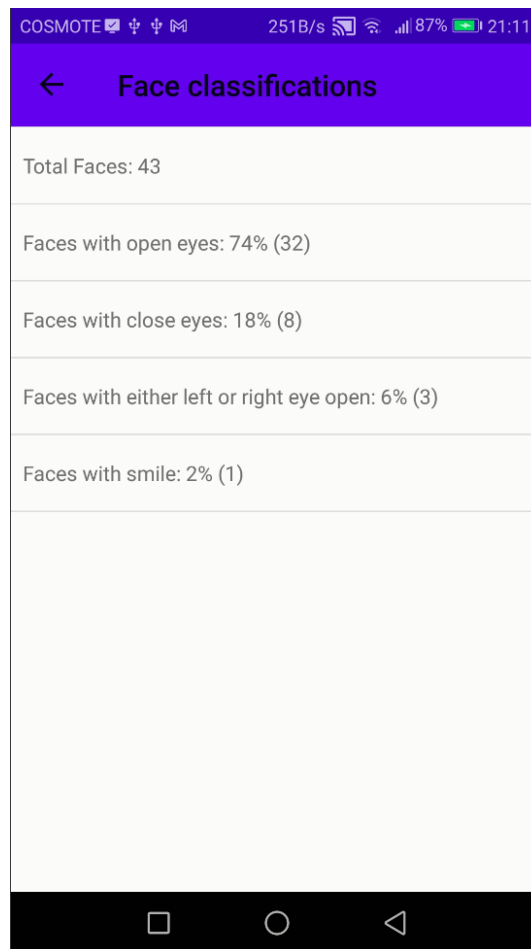 COSMOTE 251B/s 87% 21:11
Face classifications
Total Faces: 43
Faces with open eyes: 74% (32)
Faces with close eyes: 18% (8)
Faces with either left or right eye open: 6% (3)
Faces with smile: 2% (1)